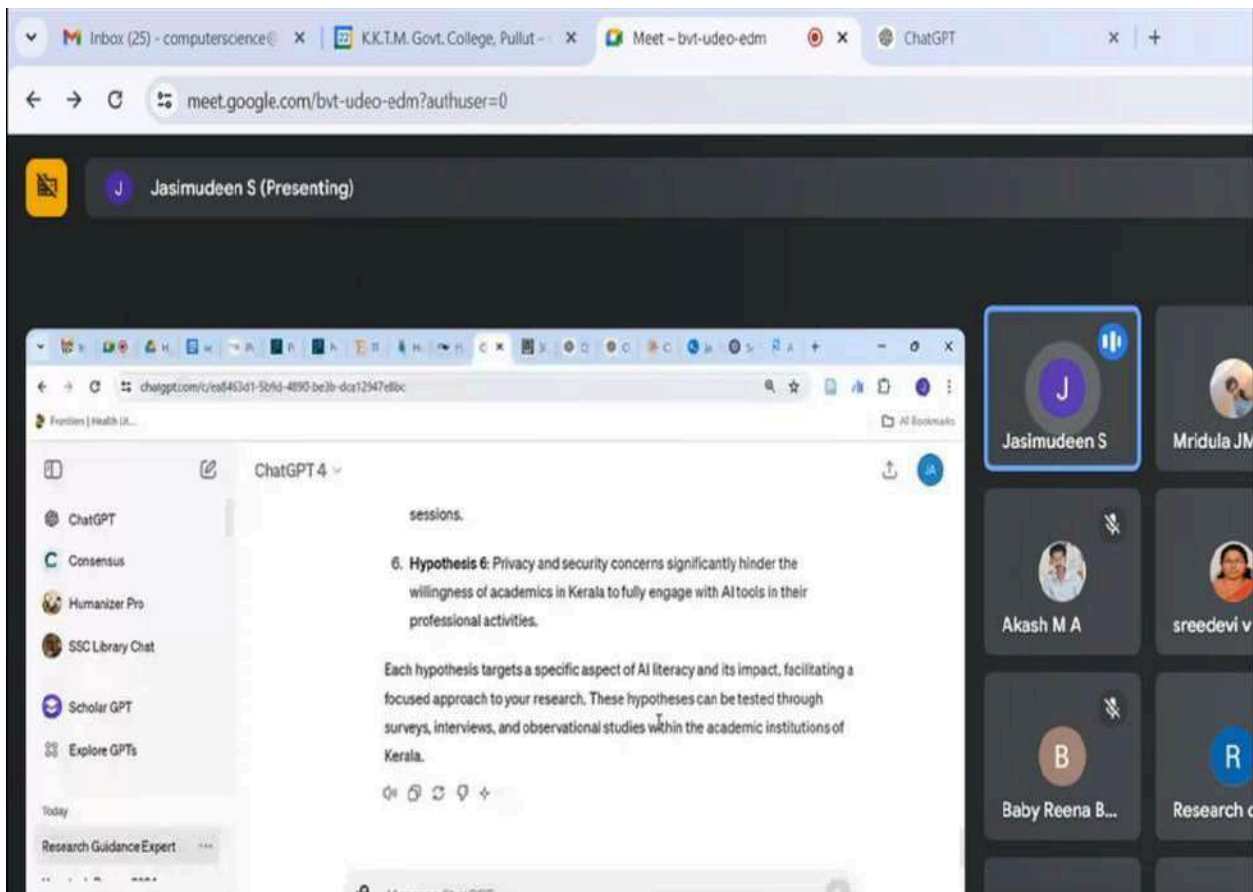 Inbox (25) - computerscience@
K.K.T.M. Govt. College, Pullut -
Meet – bvt-udeo-edm
ChatGPT
meet.google.com/bvt-udeo-edm?authuser=0
J
Jasimudeen S (Presenting)
chatgpt.com/c/
Frontiers | Health Lit...
All Bookmarks
ChatGPT 4
JA
ChatGPT
Consensus
Humanizer Pro
SSC Library Chat
Scholar GPT
Explore GPTs
Today
Research Guidance Expert
sessions.
6. Hypothesis 6: Privacy and security concerns significantly hinder the
willingness of academics in Kerala to fully engage with AI tools in their
professional activities.
Each hypothesis targets a specific aspect of AI literacy and its impact, facilitating a
focused approach to your research. These hypotheses can be tested through
surveys, interviews, and observational studies within the academic institutions of
Kerala.
J
Jasimudeen S
Mridula JM
Akash M A
sreedevi v
B
Baby Reena B...
R
Research